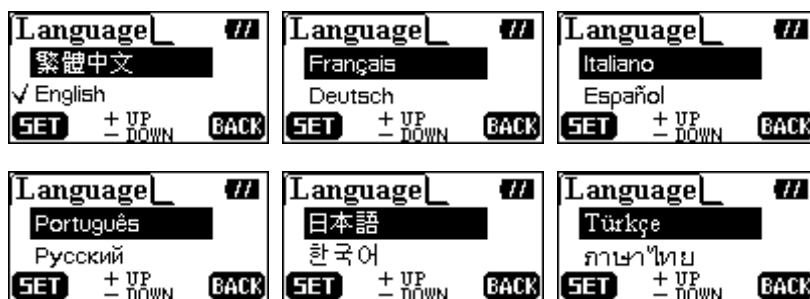 Language
繁體中文
√ English
SET + UP BACK
− DOWN
Language
Français
Deutsch
SET + UP BACK
− DOWN
Language
Italiano
Español
SET + UP BACK
− DOWN
Language
Português
Русский
SET + UP BACK
− DOWN
Language
日本語
한국어
SET + UP BACK
− DOWN
Language
Türkçe
ภาษาไทย
SET + UP BACK
− DOWN